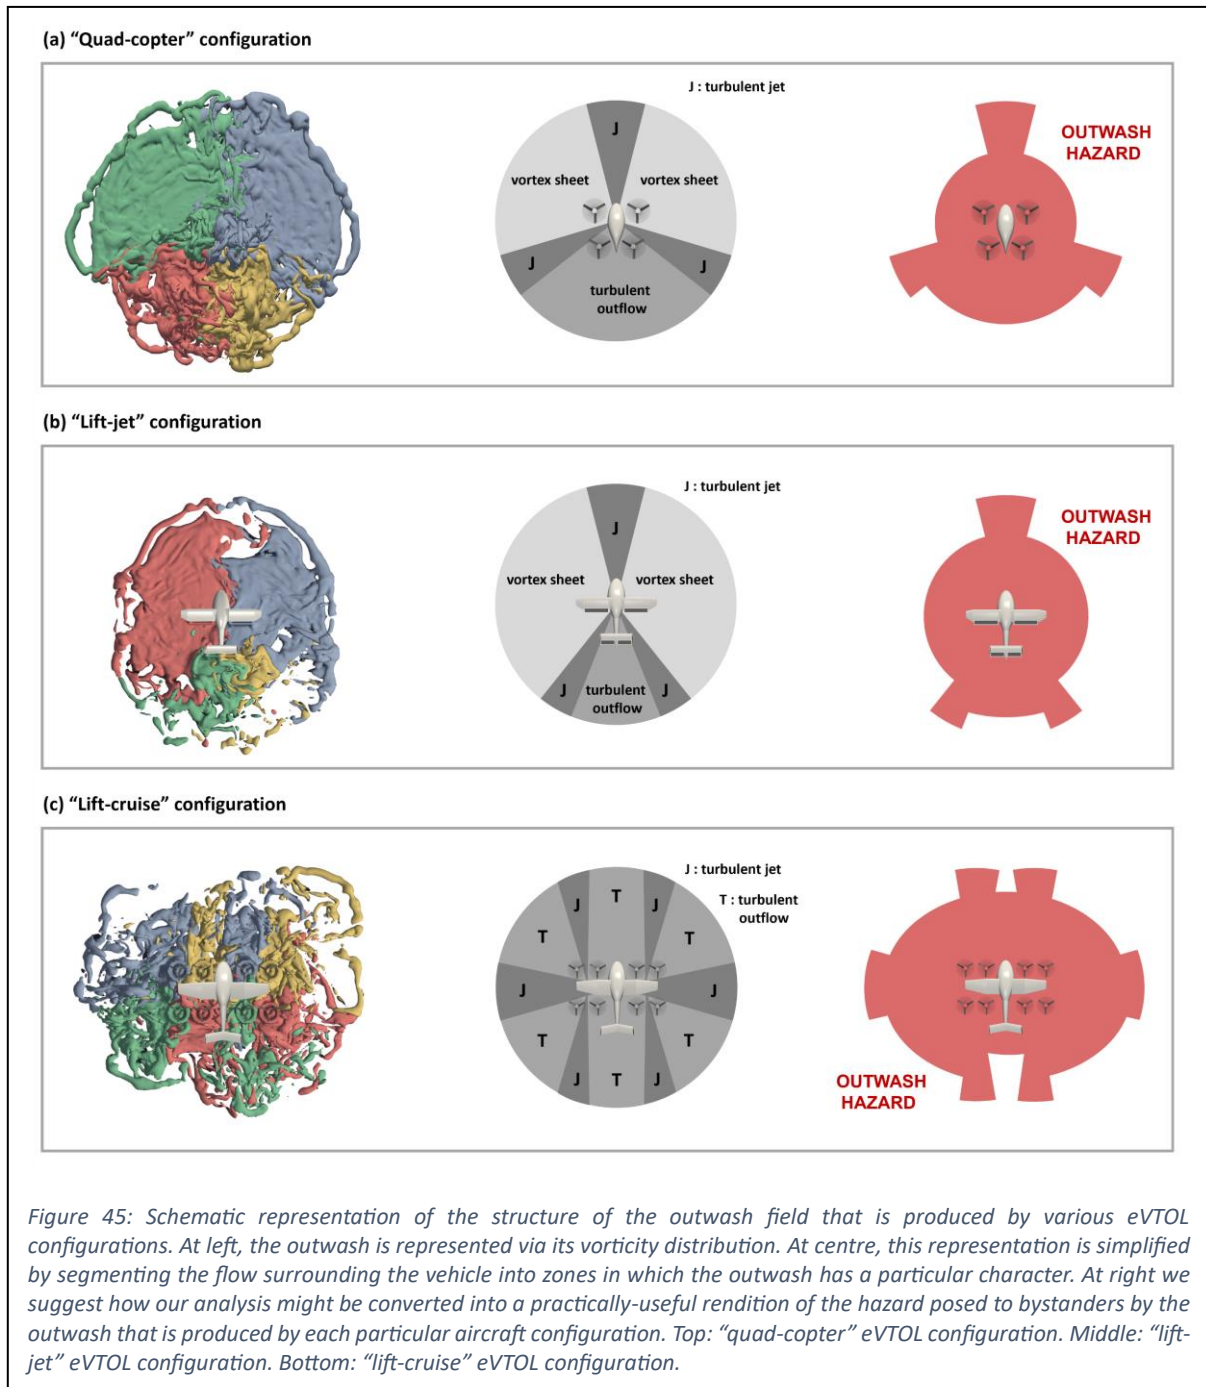 (a) “Quad-copter” configuration
J : turbulent jet
J
vortex sheet
vortex sheet
J
J
turbulent
outflow
OUTWASH
HAZARD
(b) “Lift-jet” configuration
J : turbulent jet
J
vortex sheet
vortex sheet
J
turbulent
outflow
J
OUTWASH
HAZARD
(c) “Lift-cruise” configuration
J : turbulent jet
T : turbulent
outflow
J
T
J
T
T
J
J
T
T
J
T
J
OUTWASH
HAZARD
Figure 45: Schematic representation of the structure of the outwash field that is produced by various eVTOL
configurations. At left, the outwash is represented via its vorticity distribution. At centre, this representation is simplified
by segmenting the flow surrounding the vehicle into zones in which the outwash has a particular character. At right we
suggest how our analysis might be converted into a practically-useful rendition of the hazard posed to bystanders by the
outwash that is produced by each particular aircraft configuration. Top: “quad-copter” eVTOL configuration. Middle: “lift-
jet” eVTOL configuration. Bottom: “lift-cruise” eVTOL configuration.